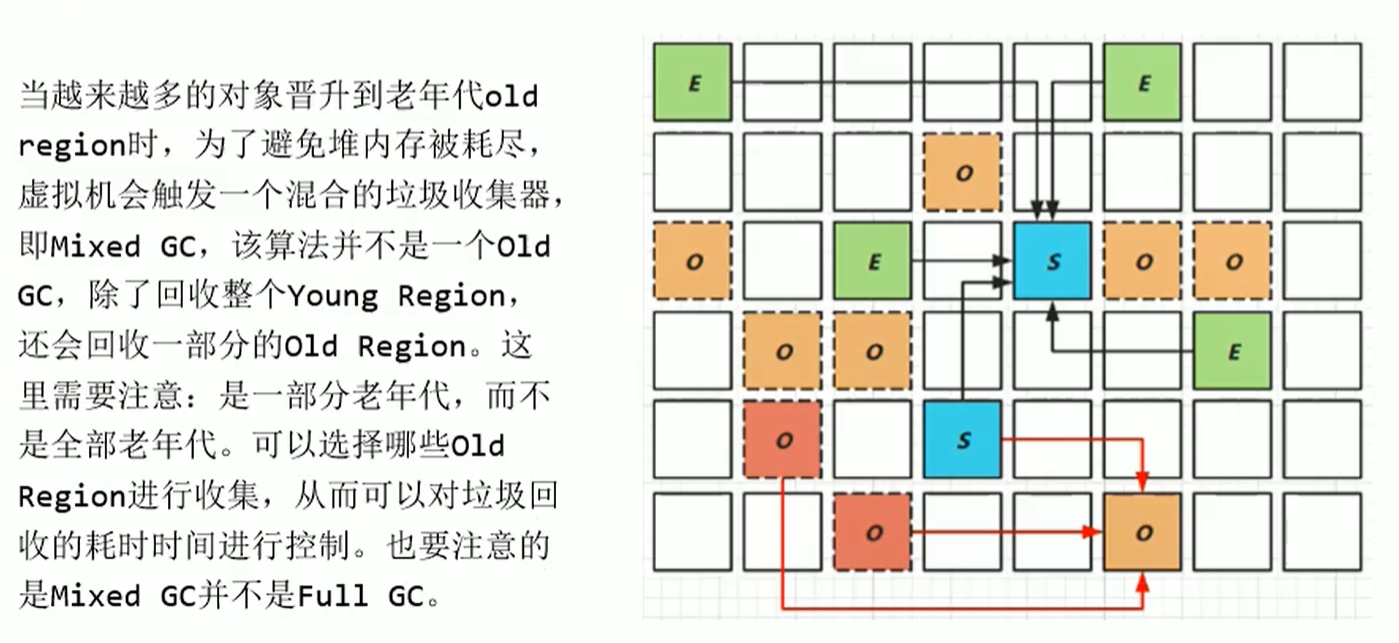 当越来越多的对象晋升到老年代old
region时，为了避免堆内存被耗尽，
虚拟机会触发一个混合的垃圾收集器，
即Mixed GC，该算法并不是一个Old
GC，除了回收整个Young Region，
还会回收一部分的Old Region。这
里需要注意：是一部分老年代，而不
是全部老年代。可以选择哪些Old
Region进行收集，从而可以对垃圾回
收的耗时时间进行控制。也要注意的
是Mixed GC并不是Full GC。
E E
O
O E S O O
O O E
O S
O O